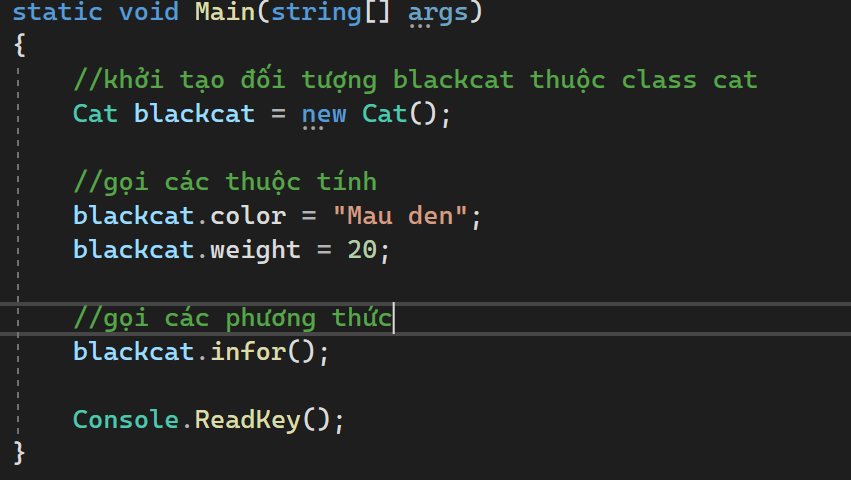 static void Main(string[] args)
{
//khởi tạo đối tượng blackcat thuộc class cat
Cat blackcat = new Cat();
//gọi các thuộc tính
blackcat.color = "Mau den";
blackcat.weight = 20;
//gọi các phương thức
blackcat.infor();
Console.ReadKey();
}